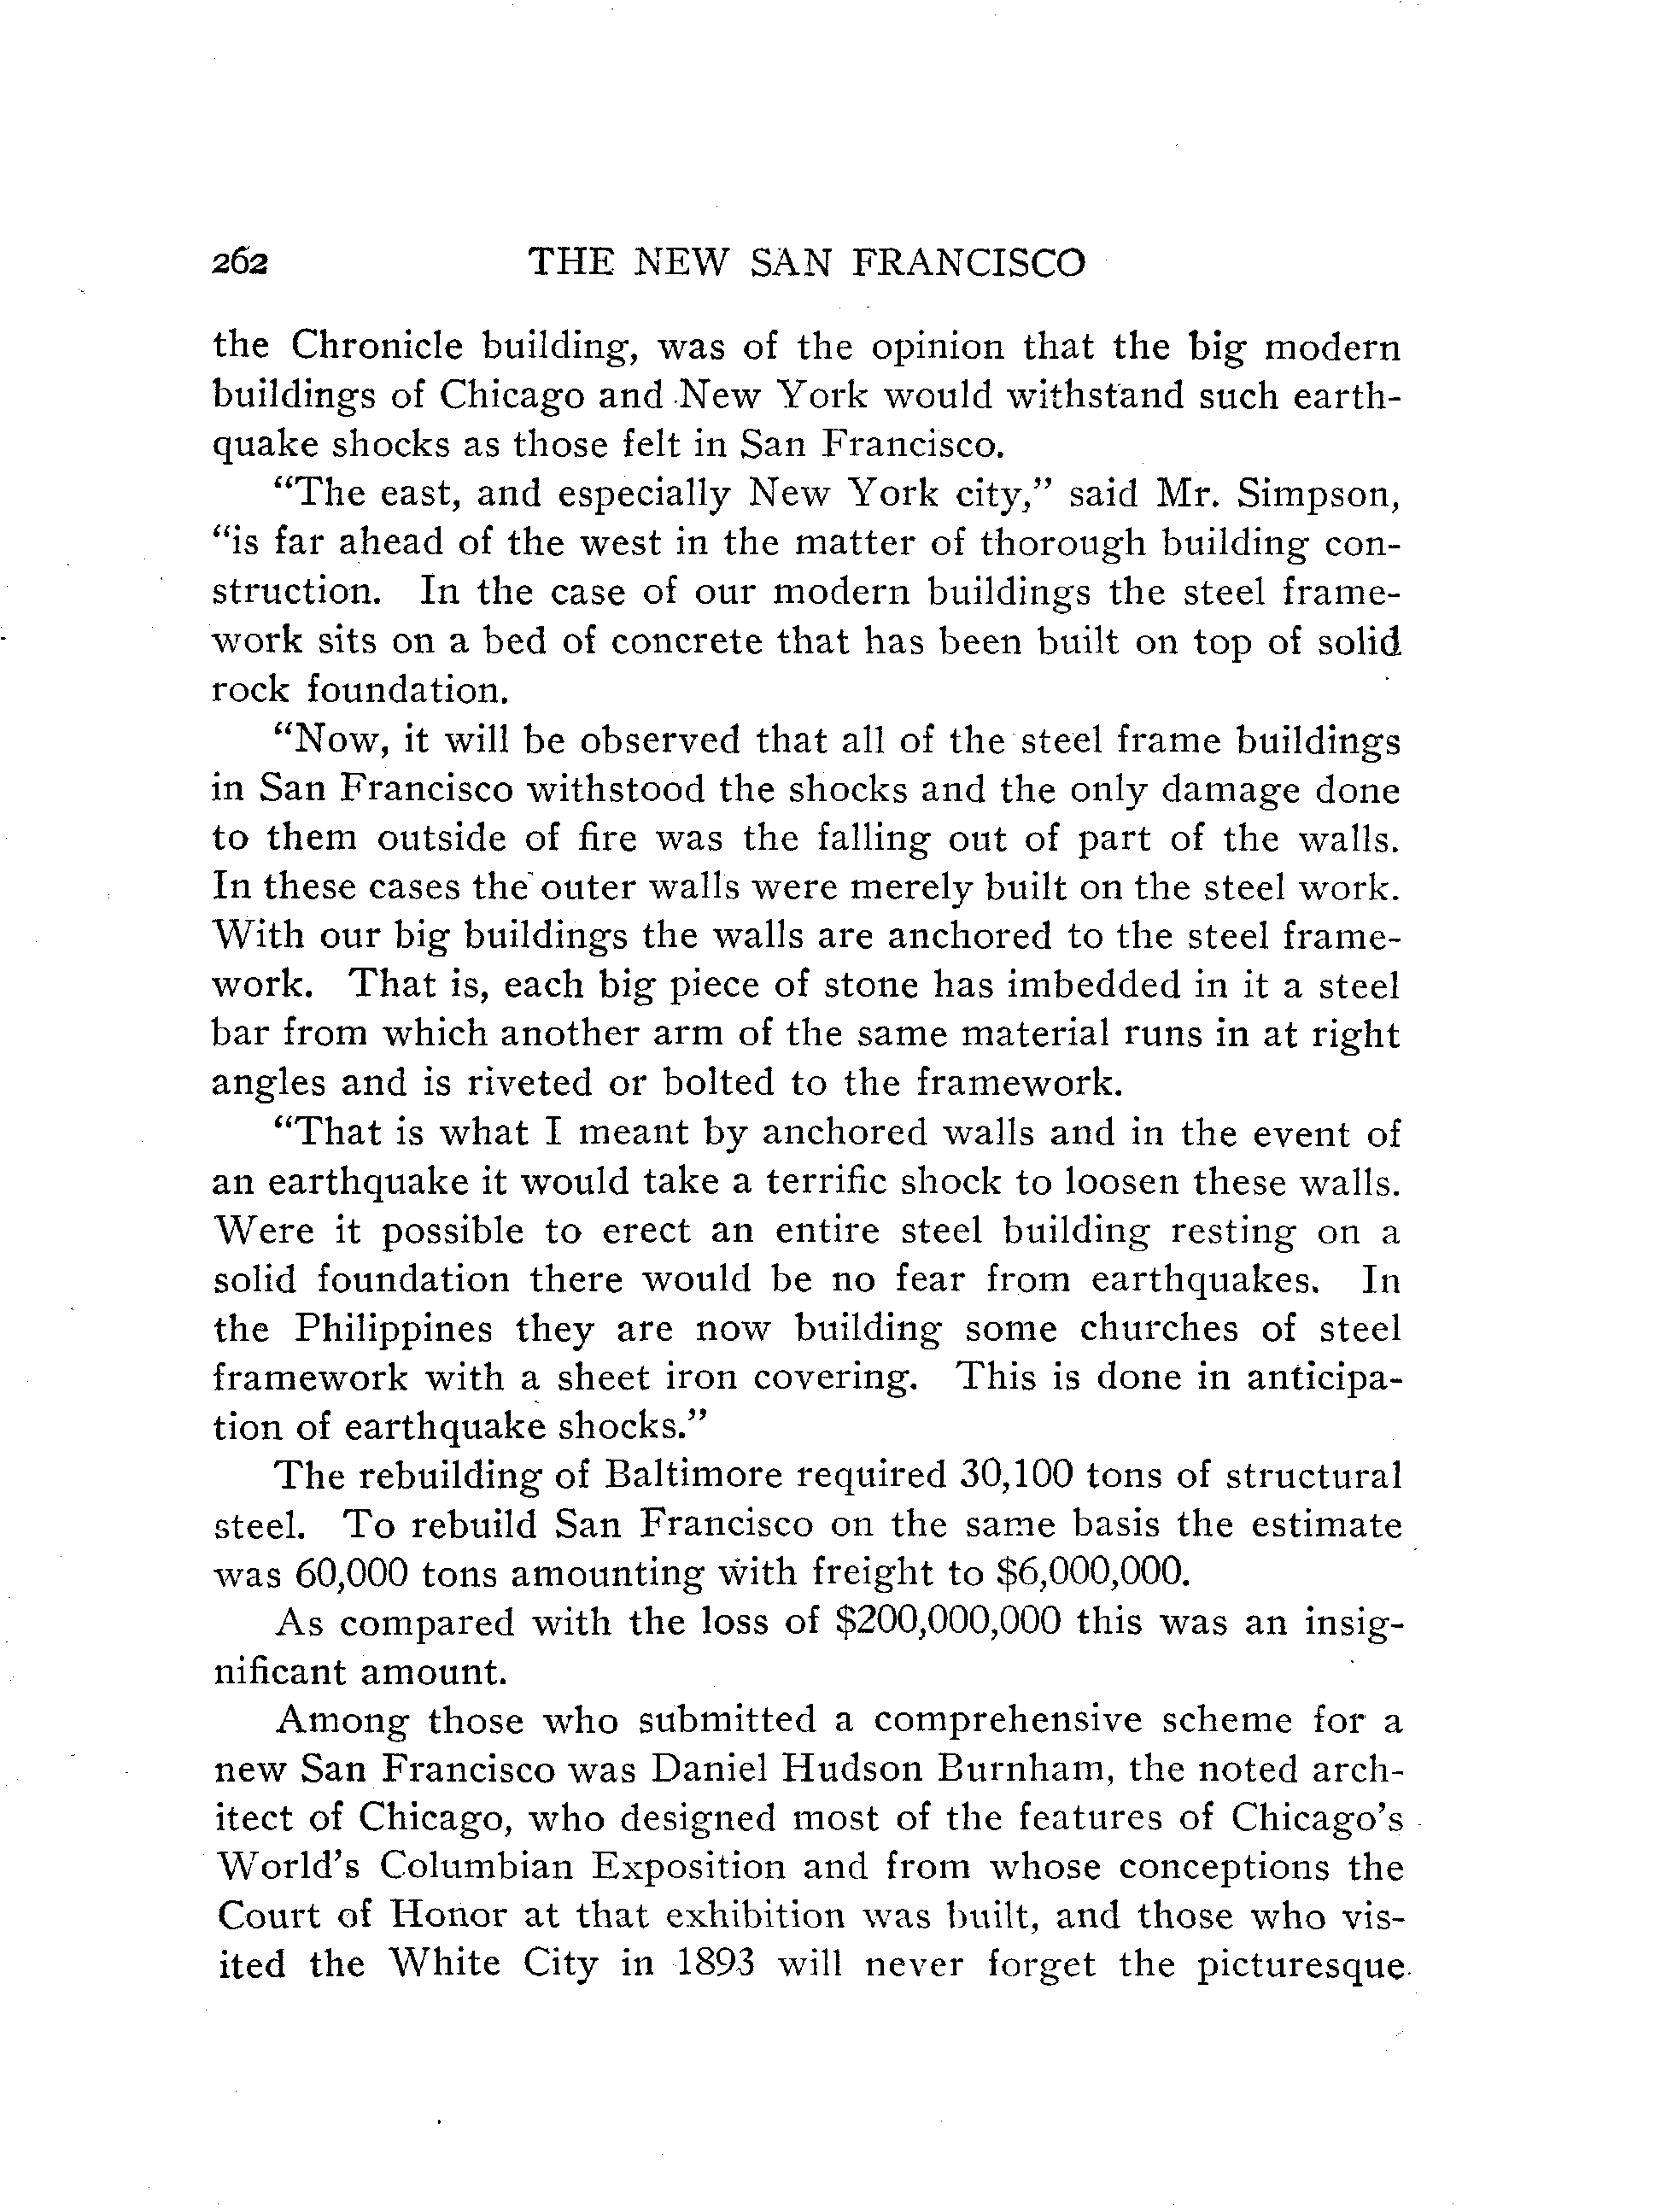 262 THE NEW SAN FRANCISCO
the Chronicle building, was of the opinion that the big modern
buildings of Chicago and New York would withstand such earth-
quake shocks as those felt in San Francisco.
“The east, and especially New York city,” said Mr. Simpson,
“is far ahead of the west in the matter of thorough building con-
struction. In the case of our modern buildings the steel frame-
work sits on a bed of concrete that has been built on top of solid
rock foundation.
“Now, it will be observed that all of the steel frame buildings
in San Francisco withstood the shocks and the only damage done
to them outside of fire was the falling out of part of the walls.
In these cases the outer walls were merely built on the steel work.
With our big buildings the walls are anchored to the steel frame-
work. That is, each big piece of stone has imbedded in it a steel
bar from which another arm of the same material runs in at right
angles and is riveted or bolted to the framework.
“That is what I meant by anchored walls and in the event of
an earthquake it would take a terrific shock to loosen these walls.
Were it possible to erect an entire steel building resting on a
solid foundation there would be no fear from earthquakes. In
the Philippines they are now building some churches of steel
framework with a sheet iron covering. This is done in anticipa-
tion of earthquake shocks.”
The rebuilding of Baltimore required 30,100 tons of structural
steel. To rebuild San Francisco on the same basis the estimate
was 60,000 tons amounting with freight to $6,000,000.
As compared with the loss of $200,000,000 this was an insig-
nificant amount.
Among those who submitted a comprehensive scheme for a
new San Francisco was Daniel Hudson Burnham, the noted arch-
itect of Chicago, who designed most of the features of Chicago's
World's Columbian Exposition and from whose conceptions the
Court of Honor at that exhibition was built, and those who vis-
ited the White City in 1893 will never forget the picturesque